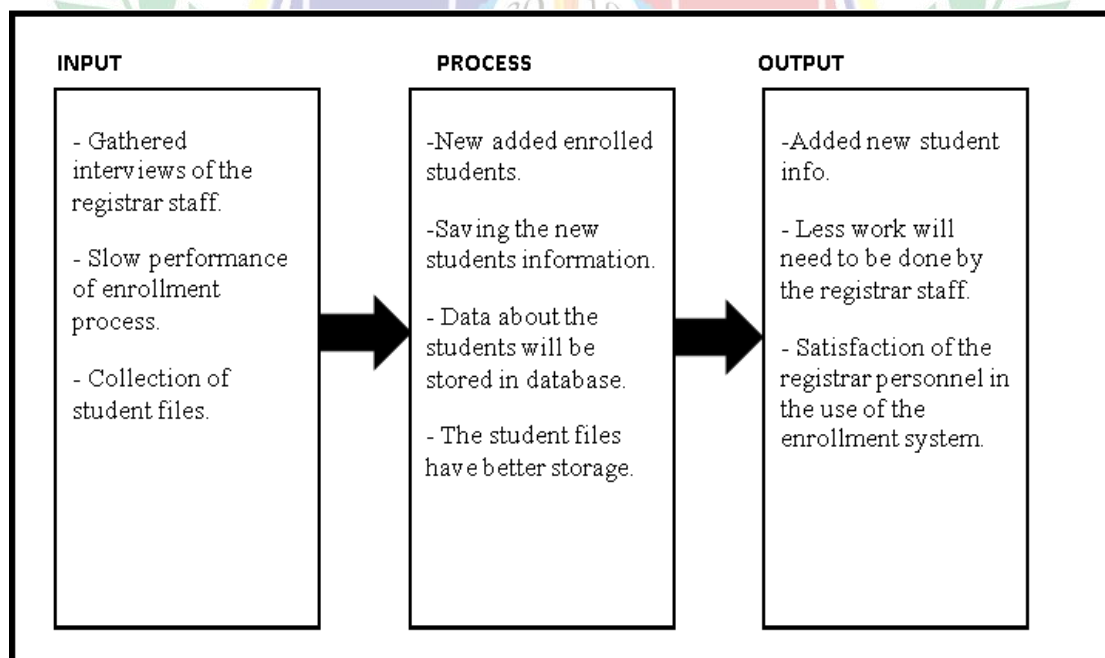 INPUT
- Gathered
interviews of the
registrar staff.
- Slow performance
of enrollment
process.
- Collection of
student files.
PROCESS
-New added enrolled
students.
-Saving the new
students information.
- Data about the
students will be
stored in database.
- The student files
have better storage.
OUTPUT
-Added new student
info.
- Less work will
need to be done by
the registrar staff.
- Satisfaction of the
registrar personnel in
the use of the
enrollment system.